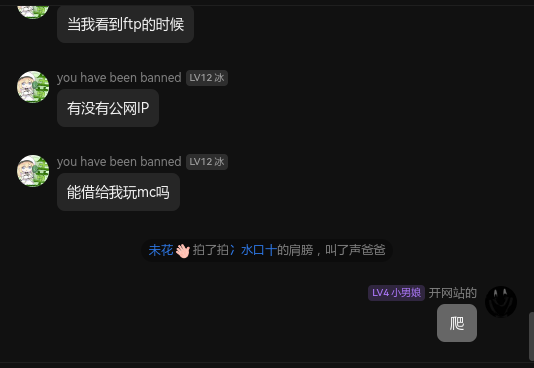 当我看到ftp的时候
you have been banned LV12 冰
有没有公网IP
you have been banned LV12 冰
能借给我玩mc吗
末花👋拍了拍冫水口十的肩膀，叫了声爸爸
LV4 小男娘 开网站的
爬